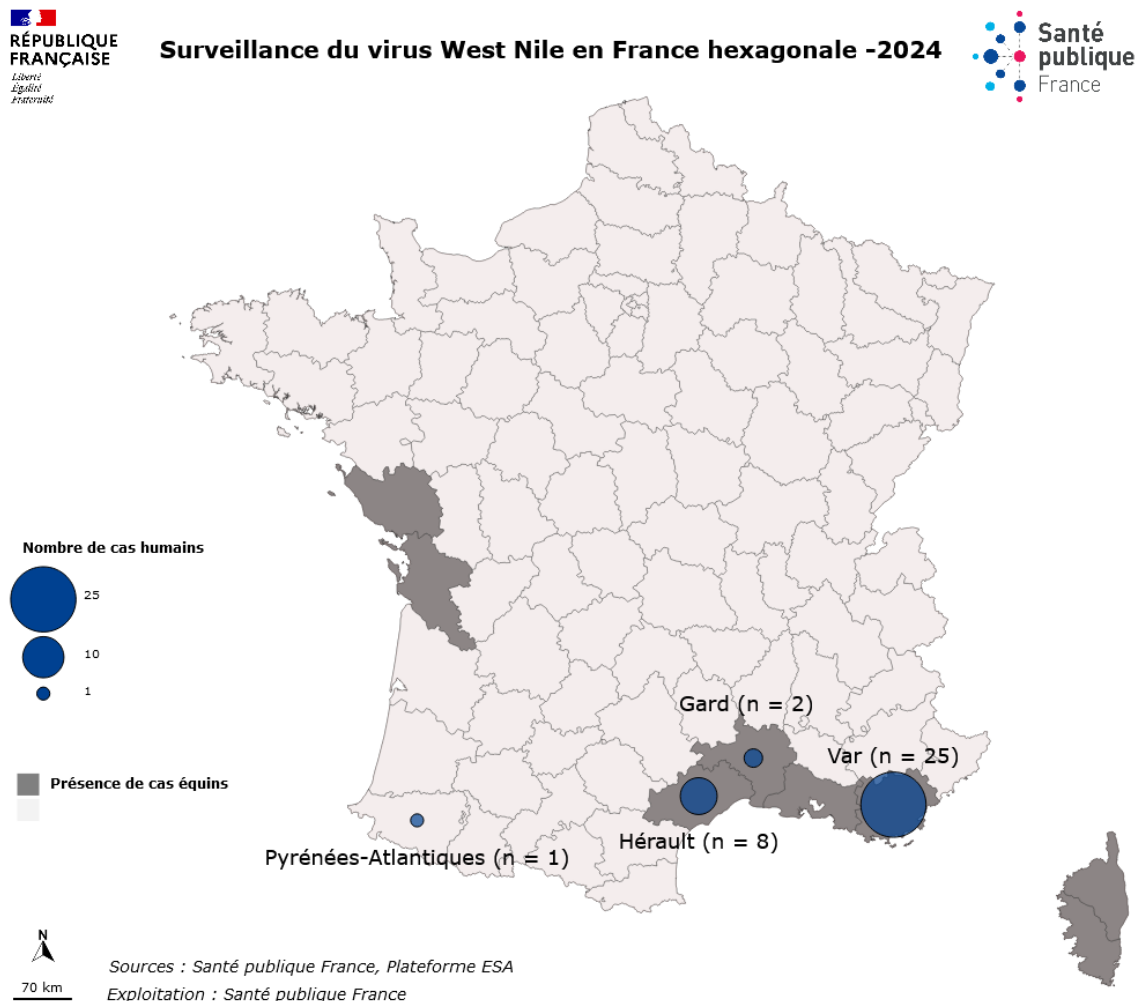 RÉPUBLIQUE
FRANÇAISE
Liberté
Égalité
Fraternité
Surveillance du virus West Nile en France hexagonale -2024
Santé
publique
France
Nombre de cas humains
25
10
1
Gard (n = 2)
Var (n = 25)
Présence de cas équins
Hérault (n = 8)
Pyrénées-Atlantiques (n = 1)
N
70 km
Sources : Santé publique France, Plateforme ESA
Exploitation : Santé publique France